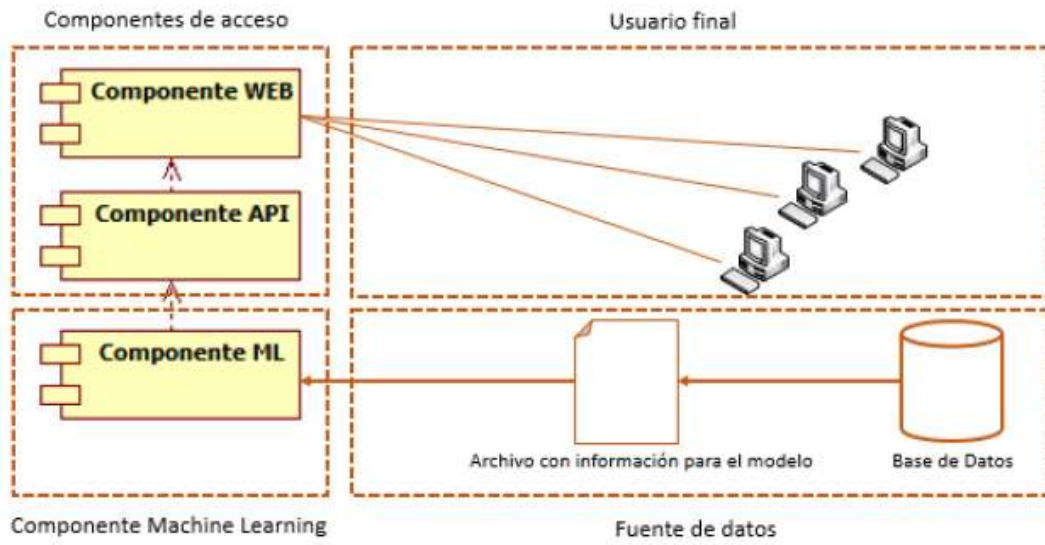 Componentes de acceso
Usuario final
Componente WEB
Componente API
Componente ML
Archivo con información para el modelo
Base de Datos
Componente Machine Learning
Fuente de datos